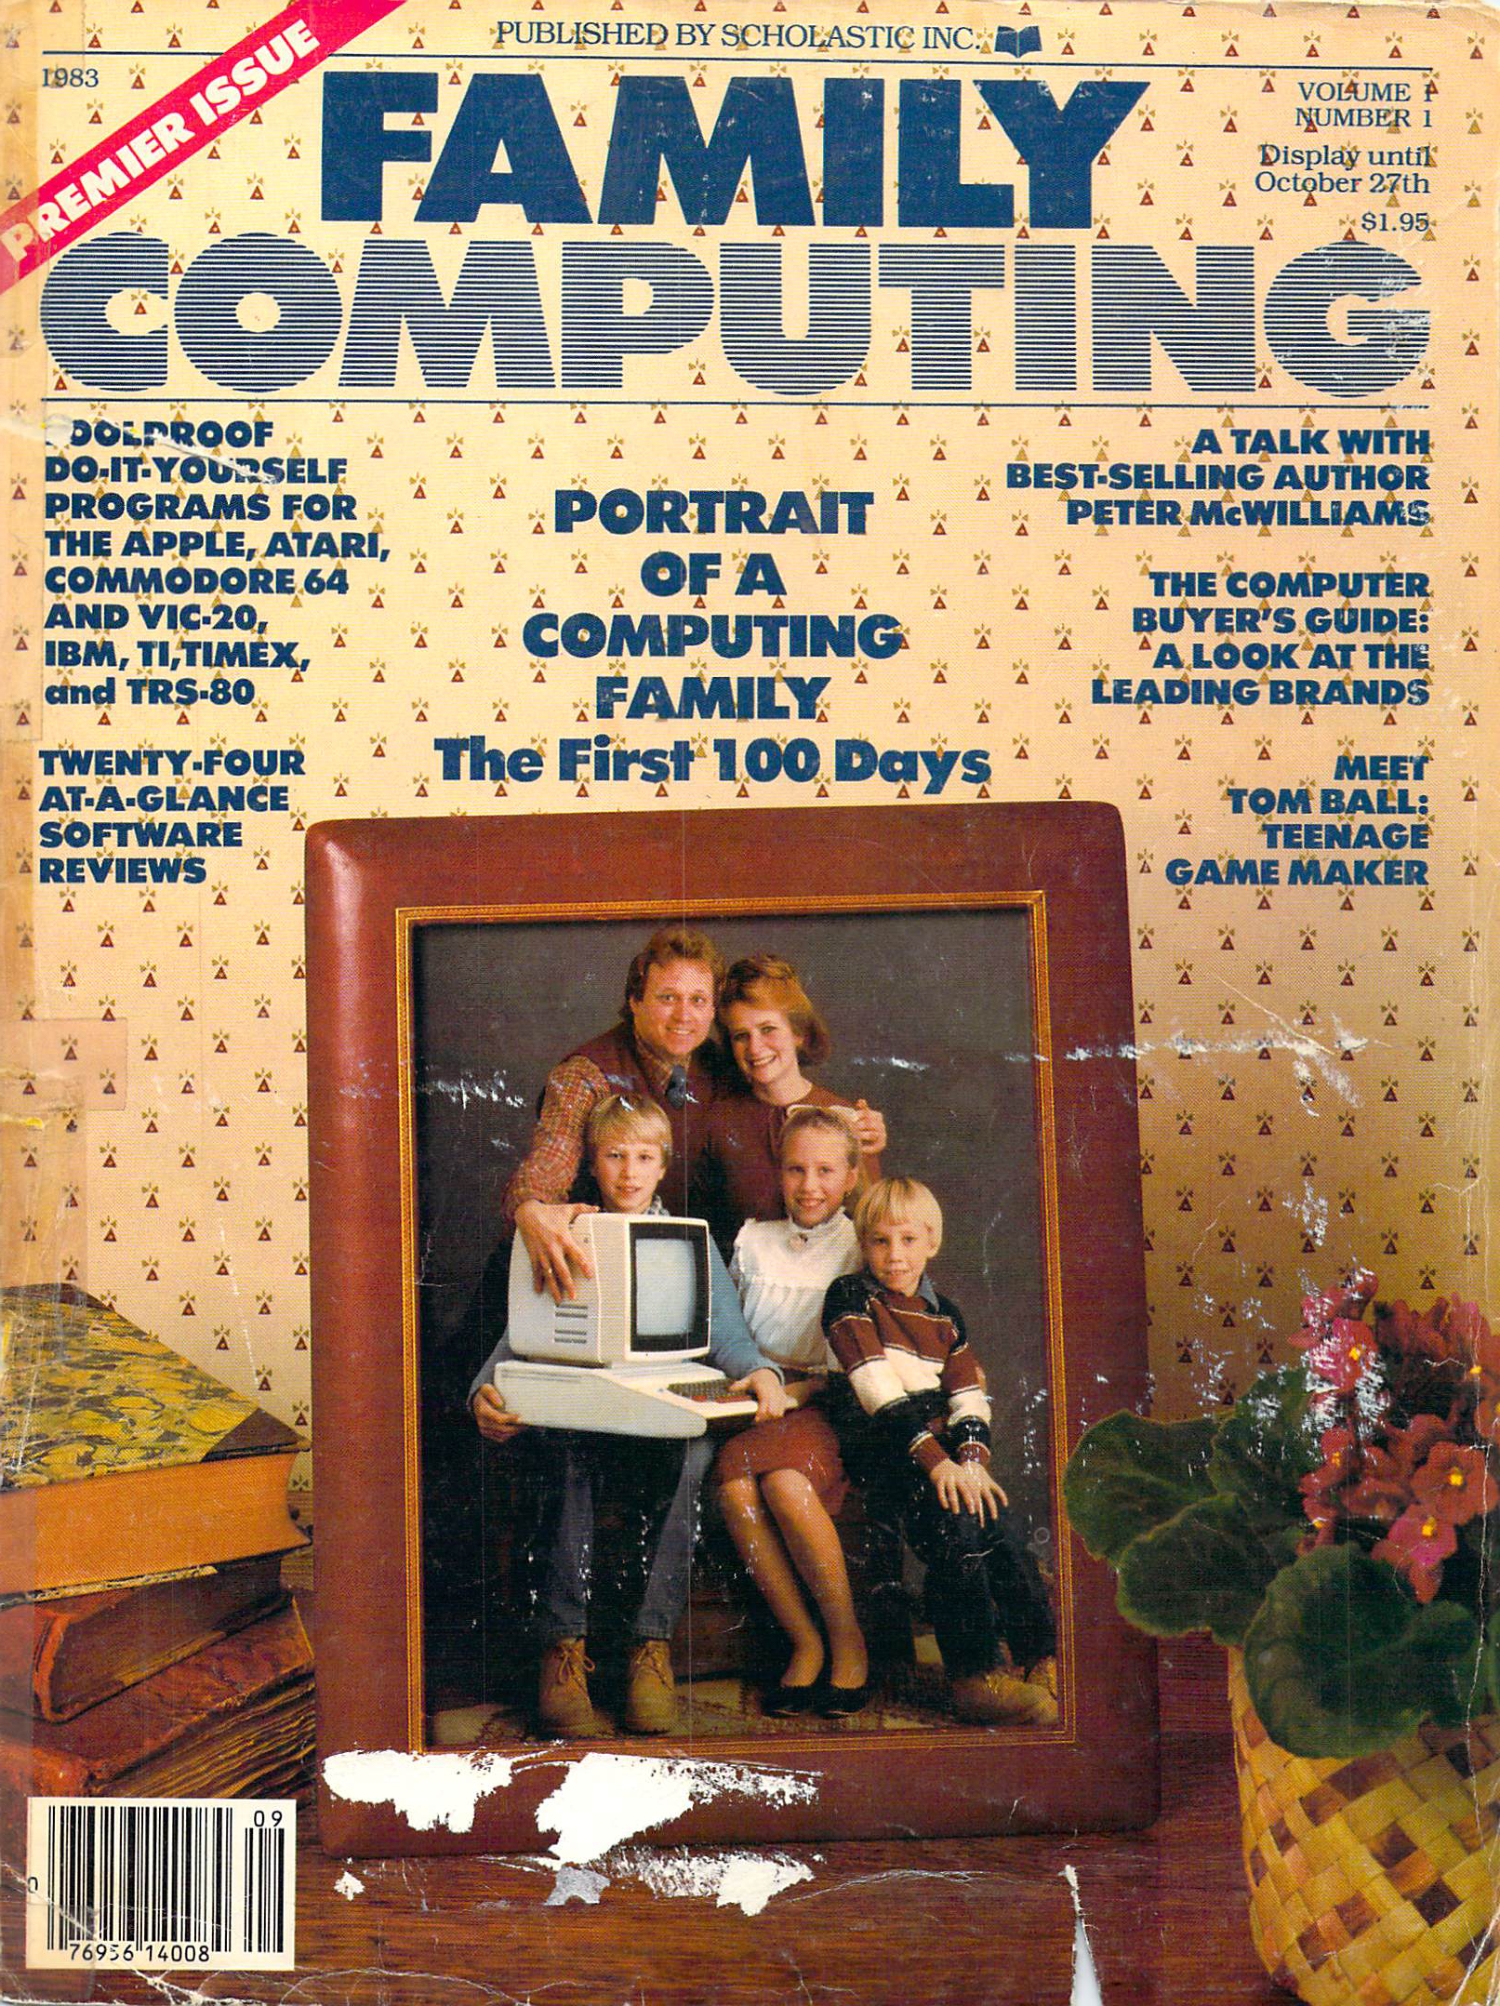 PUBLISHED BY SCHOLASTIC INC.
1983
PREMIER ISSUE
FAMILY
COMPUTING
VOLUME 1
NUMBER 1
Display until
October 27th
$1.95
FOOLPROOF
DO-IT-YOURSELF
PROGRAMS FOR
THE APPLE, ATARI,
COMMODORE 64
AND VIC-20,
IBM, TI,TIMEX,
and TRS-80
TWENTY-FOUR
AT-A-GLANCE
SOFTWARE
REVIEWS
PORTRAIT
OF A
COMPUTING
FAMILY
The First 100 Days
A TALK WITH
BEST-SELLING AUTHOR
PETER McWILLIAMS
THE COMPUTER
BUYER'S GUIDE:
A LOOK AT THE
LEADING BRANDS
MEET
TOM BALL:
TEENAGE
GAME MAKER
09
0
76956 14008